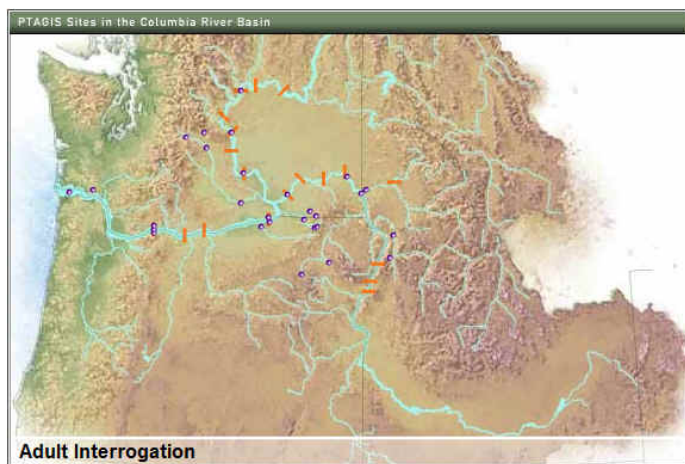 PTAGIS Sites in the Columbia River Basin
Adult Interrogation